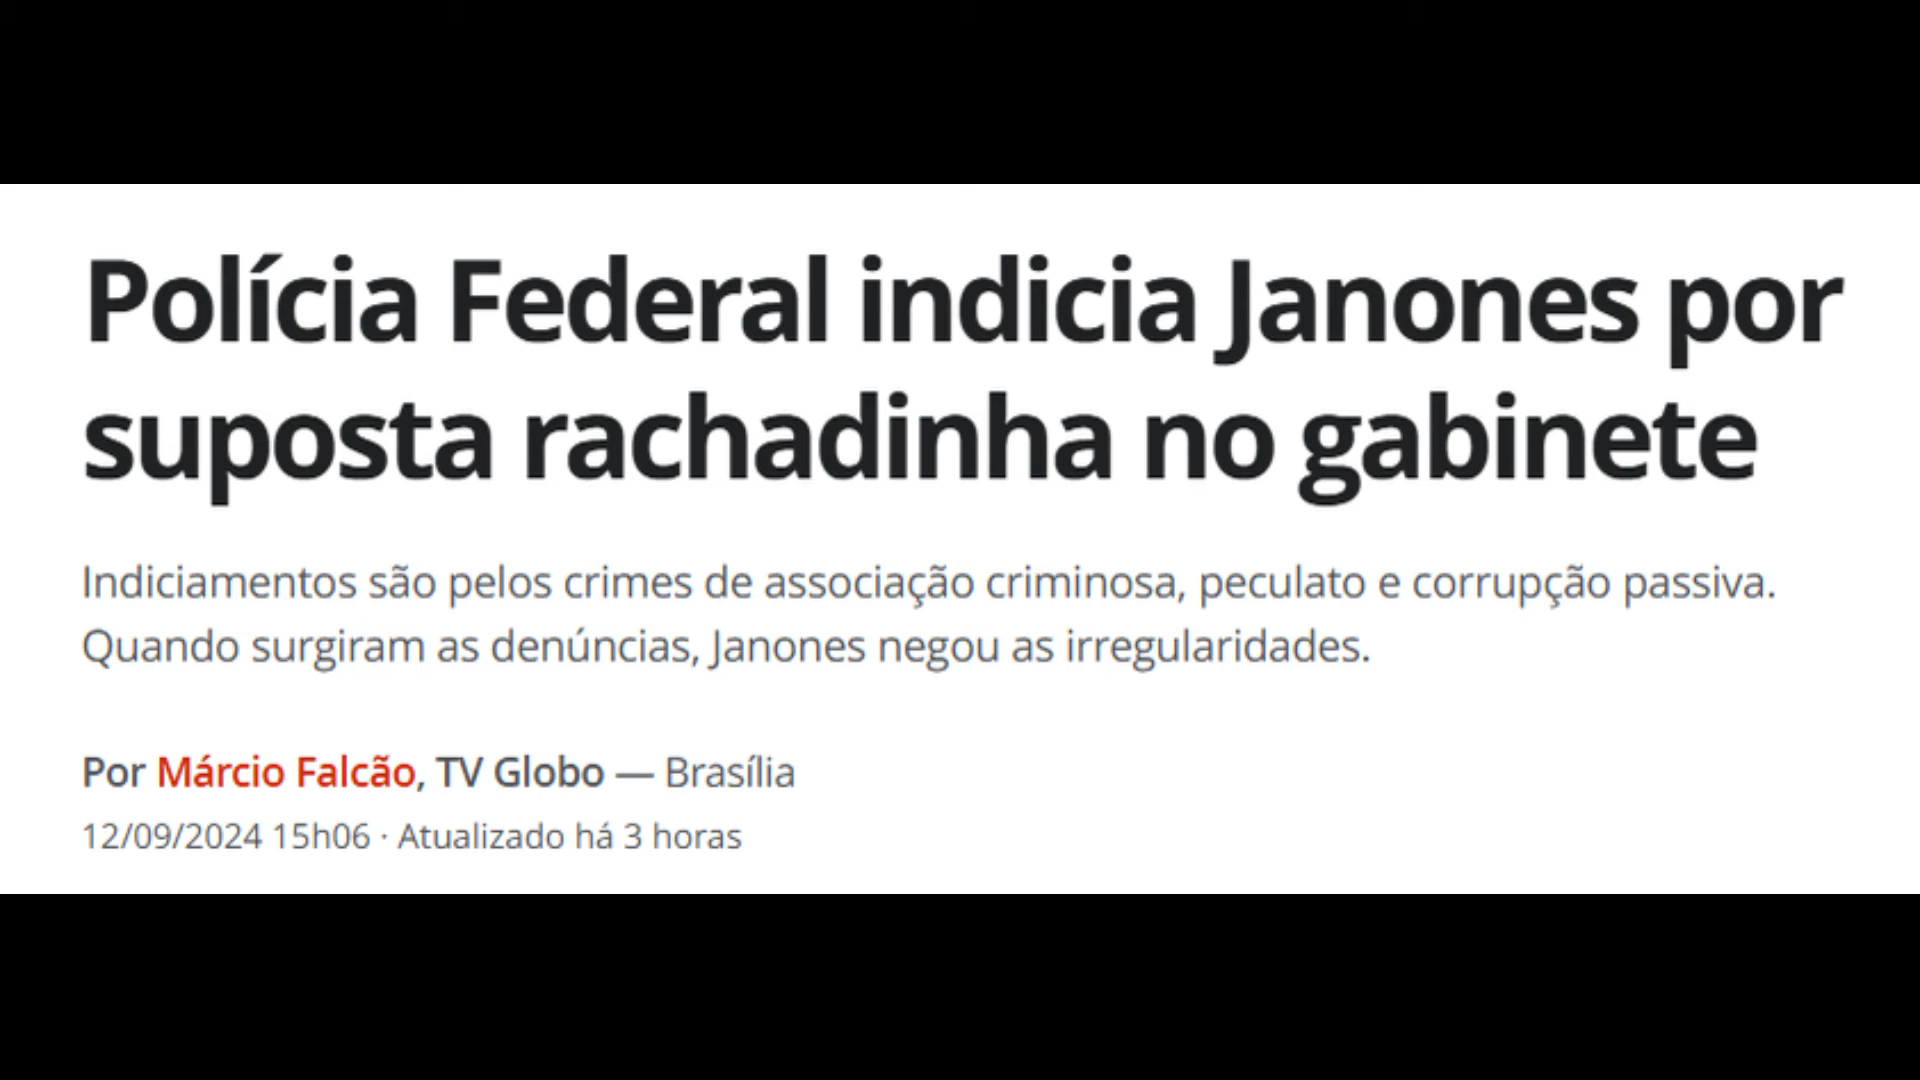 Polícia Federal indicia Janones por
suposta rachadinha no gabinete
Indiciamentos são pelos crimes de associação criminosa, peculato e corrupção passiva.
Quando surgiram as denúncias, Janones negou as irregularidades.
Por Márcio Falcão, TV Globo — Brasília
12/09/2024 15h06 · Atualizado há 3 horas